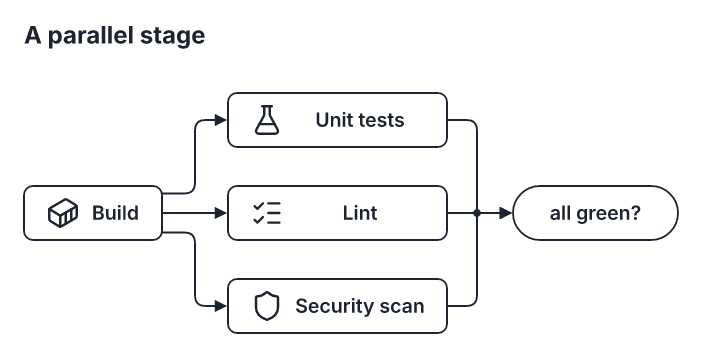 A parallel stage
Unit tests
Build
Lint
all green?
Security scan